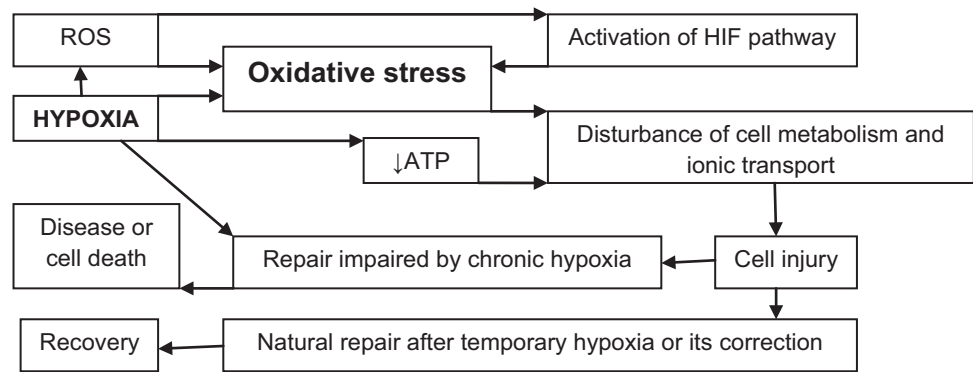 ROS
Activation of HIF pathway
Oxidative stress
HYPOXIA
Disturbance of cell metabolism and
ionic transport
↓ATP
Disease or
cell death
Repair impaired by chronic hypoxia
Cell injury
Recovery
Natural repair after temporary hypoxia or its correction